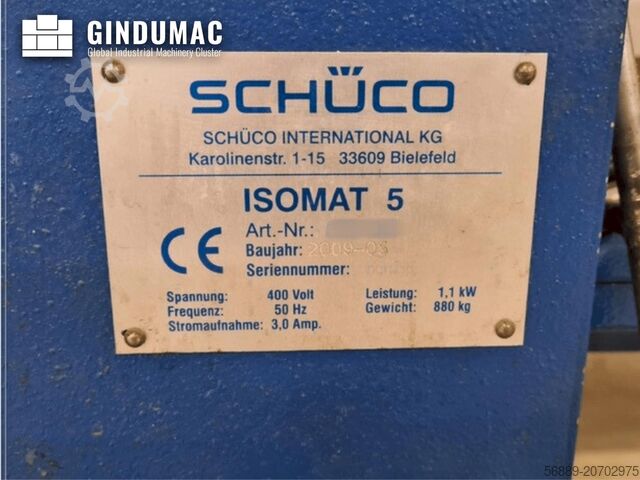 GINDUMAC
Global Industrial Machinery Cluster
SCHÜCO
SCHÜCO INTERNATIONAL KG
Karolinenstr. 1-15 33609 Bielefeld
ISOMAT 5
Art.-Nr.:
CE
Baujahr: 2009-03
Seriennummer:
Spannung: 400 Volt Leistung: 1,1 kW
Frequenz: 50 Hz Gewicht: 880 kg
Stromaufnahme: 3,0 Amp.
56889-20702975